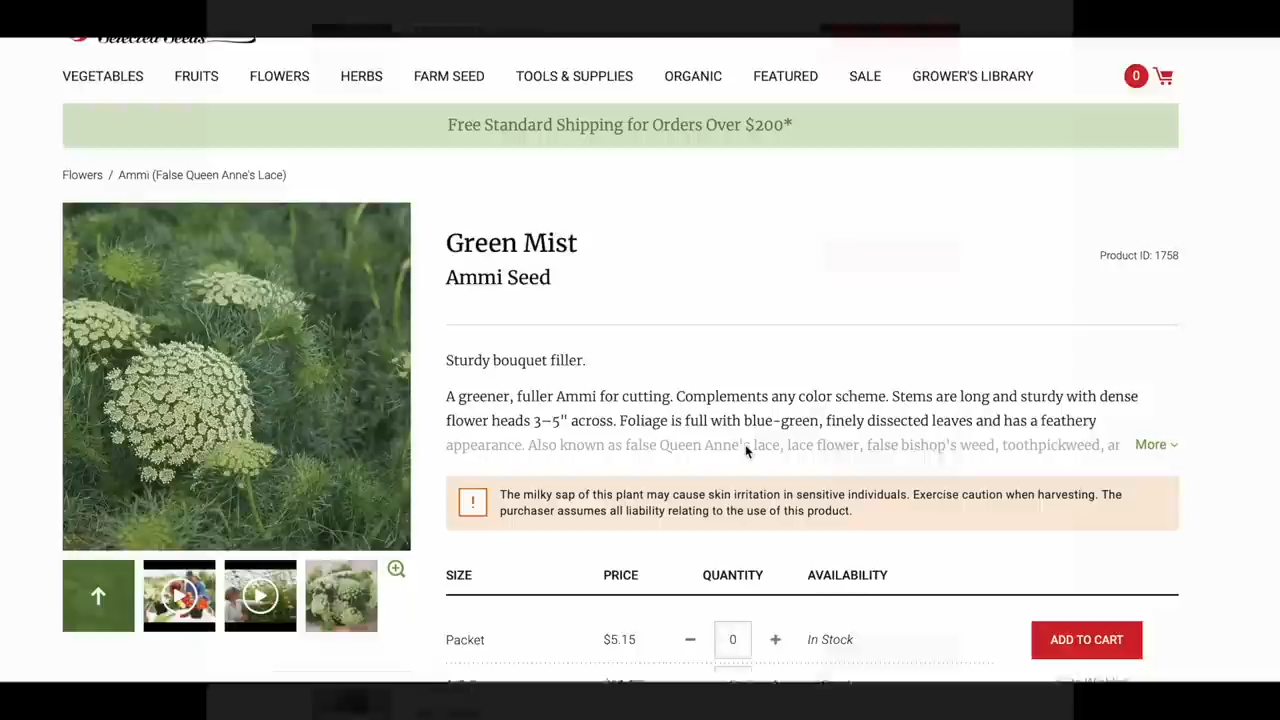 Selected Seeds
VEGETABLES FRUITS FLOWERS HERBS FARM SEED TOOLS & SUPPLIES ORGANIC FEATURED SALE GROWER'S LIBRARY 0
Free Standard Shipping for Orders Over $200*
Flowers / Ammi (False Queen Anne's Lace)
Green Mist
Product ID: 1758
Ammi Seed
Sturdy bouquet filler.
A greener, fuller Ammi for cutting. Complements any color scheme. Stems are long and sturdy with dense
flower heads 3–5" across. Foliage is full with blue-green, finely dissected leaves and has a feathery
appearance. Also known as false Queen Anne's lace, lace flower, false bishop's weed, toothpickweed, ar More
! The milky sap of this plant may cause skin irritation in sensitive individuals. Exercise caution when harvesting. The
purchaser assumes all liability relating to the use of this product.
SIZE PRICE QUANTITY AVAILABILITY
Packet $5.15 − 0 + In Stock ADD TO CART